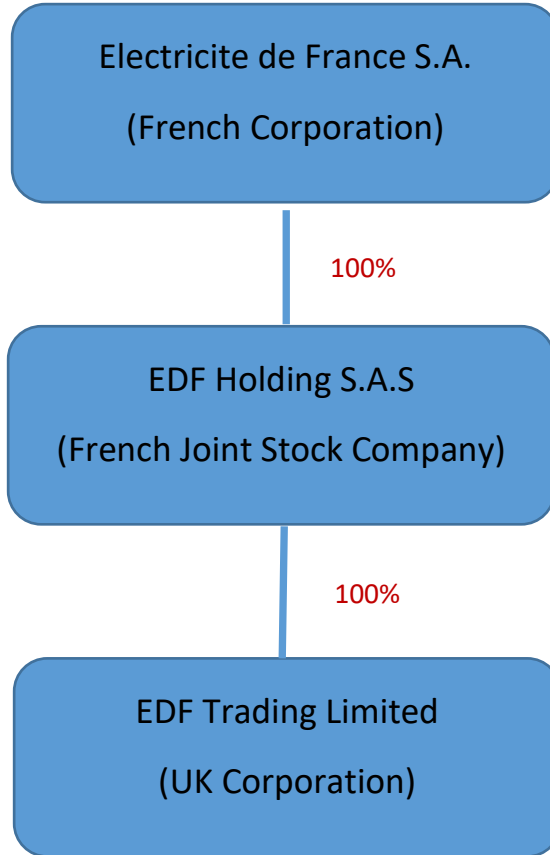 Electricite de France S.A.
(French Corporation)
100%
EDF Holding S.A.S
(French Joint Stock Company)
100%
EDF Trading Limited
(UK Corporation)